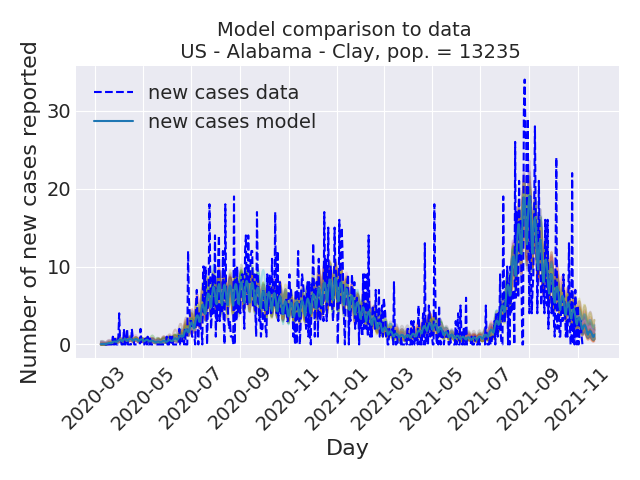 Model comparison to data
US - Alabama - Clay, pop. = 13235
Number of new cases reported
new cases data
new cases model
30
20
10
0
2020-03
2020-05
2020-07
2020-09
2020-11
2021-01
2021-03
2021-05
2021-07
2021-09
2021-11
Day